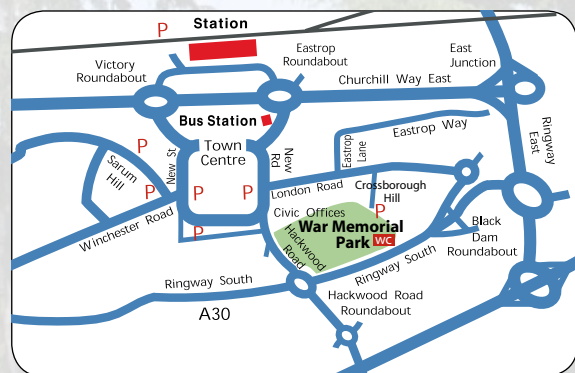 Station
P
Victory
Roundabout
Eastrop
Roundabout
East
Junction
Churchill Way East
Bus Station
Ringway
East
Eastrop Way
Eastrop
Lane
Town
Centre
New St
New
Rd
P
Sarum
Hill
P
P
P
London Road
Crossborough
Hill
P
Civic Offices
War Memorial
Park
WC
Winchester Road
P
Hackwood
Road
Black
Dam
Roundabout
Ringway South
Ringway South
A30
Hackwood Road
Roundabout